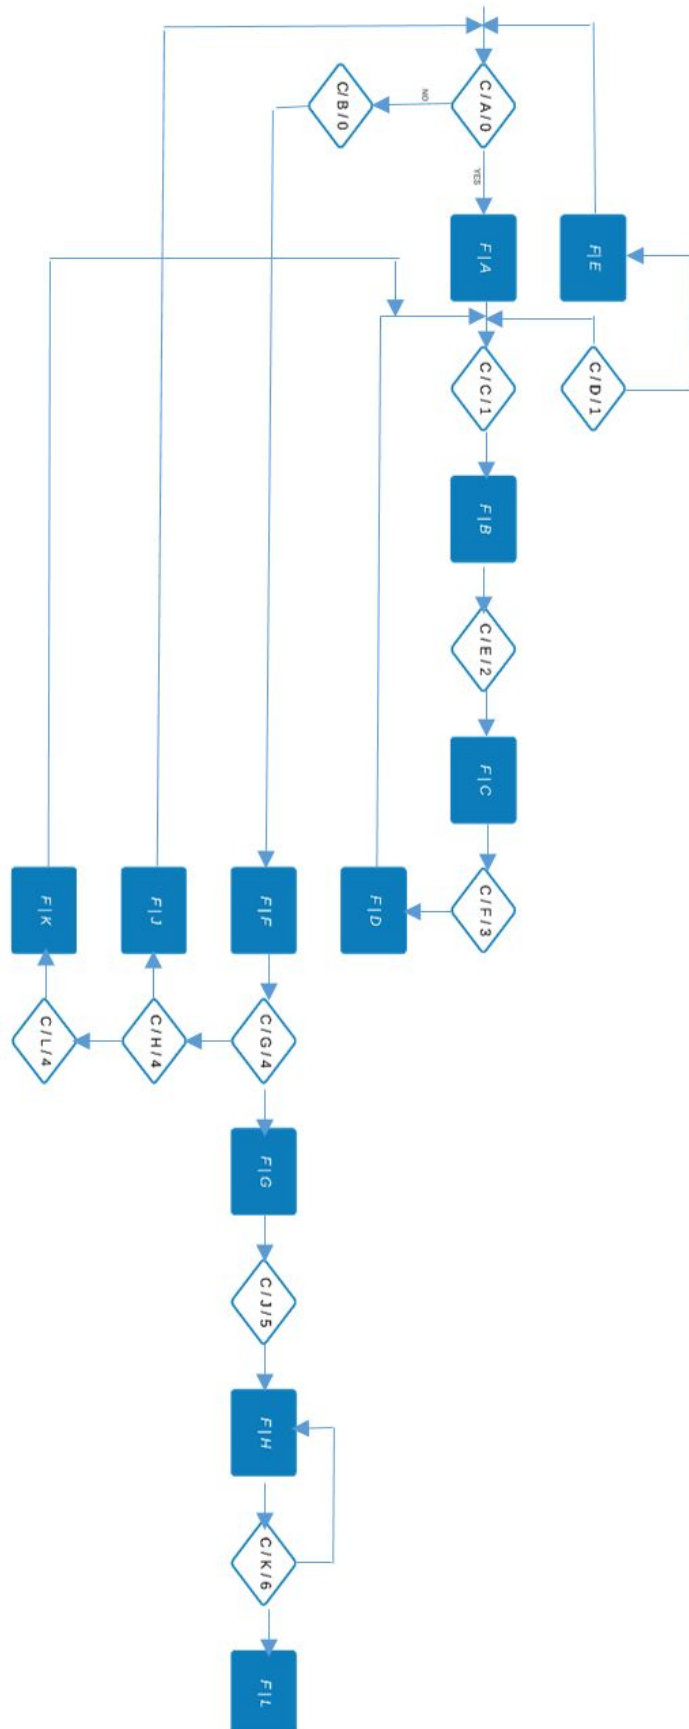 C/A/0
NO
C/B/0
YES
F|A
F|E
C/C/1
C/D/1
F|B
C/E/2
F|C
C/F/3
F|D
F|F
F|J
F|K
C/G/4
C/H/4
C/L/4
F|G
C/J/5
F|H
C/K/6
F|L